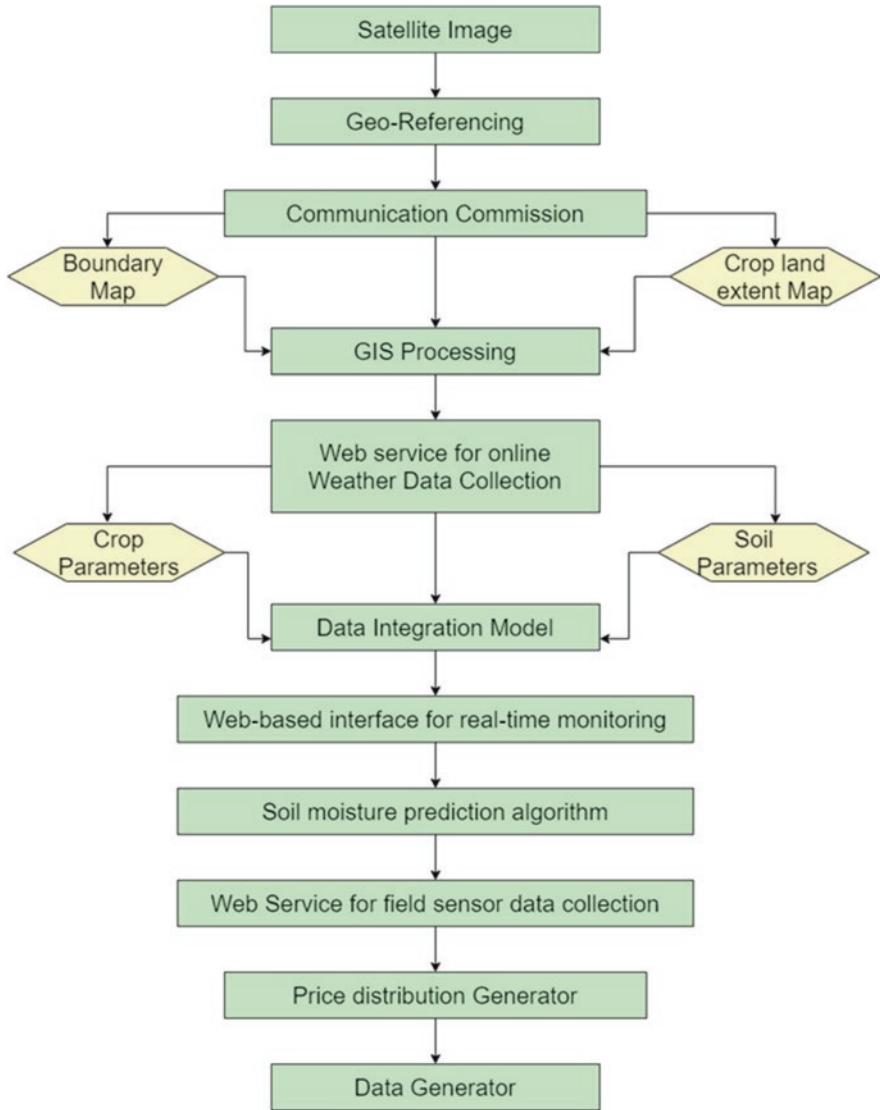 Satellite Image
Geo-Referencing
Communication Commission
Boundary
Map
Crop land
extent Map
GIS Processing
Web service for online
Weather Data Collection
Crop
Parameters
Soil
Parameters
Data Integration Model
Web-based interface for real-time monitoring
Soil moisture prediction algorithm
Web Service for field sensor data collection
Price distribution Generator
Data Generator